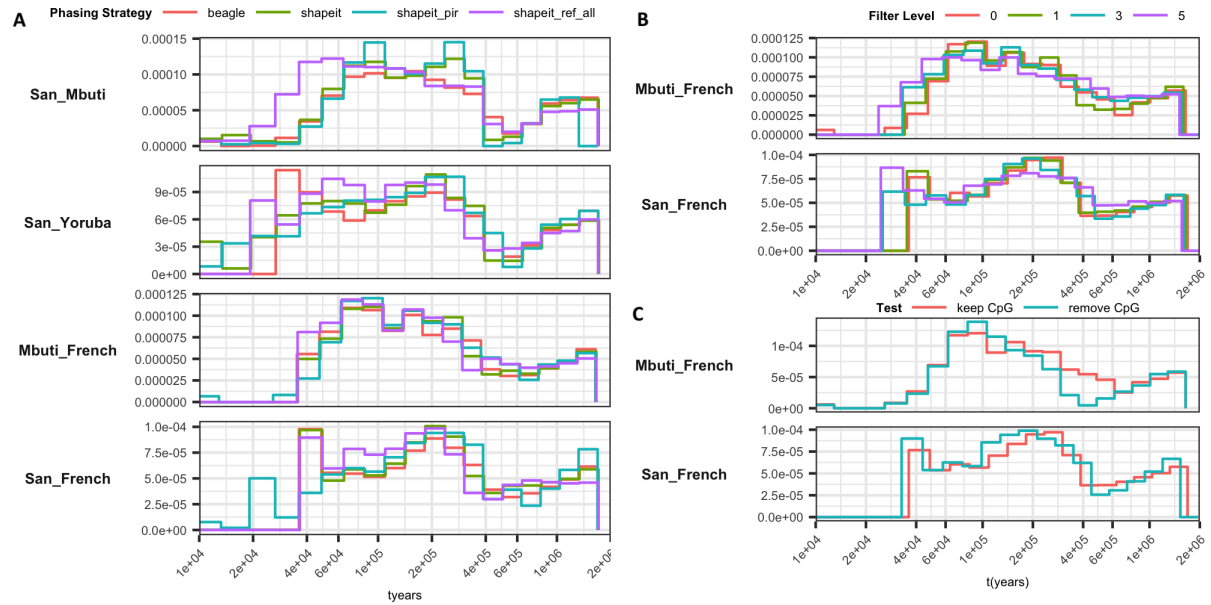 A
Phasing Strategy beagle shapeit shapeit_pir shapeit_ref_all
San_Mbuti
0.00015
0.00010
0.00005
0.00000
San_Yoruba
9e-05
6e-05
3e-05
0e+00
Mbuti_French
0.000125
0.000100
0.000075
0.000050
0.000025
0.000000
San_French
1.0e-04
7.5e-05
5.0e-05
2.5e-05
0.0e+00
1e+04 2e+04 4e+04 6e+04 1e+05 2e+05 4e+05 6e+05 1e+06 2e+06
tyears
B
Filter Level 0 1 3 5
Mbuti_French
0.000125
0.000100
0.000075
0.000050
0.000025
0.000000
San_French
1.0e-04
7.5e-05
5.0e-05
2.5e-05
0.0e+00
1e+04 2e+04 4e+04 6e+04 1e+05 2e+05 4e+05 6e+05 1e+06 2e+06
C
Test keep CpG remove CpG
Mbuti_French
1e-04
5e-05
0e+00
San_French
1.0e-04
7.5e-05
5.0e-05
2.5e-05
0.0e+00
1e+04 2e+04 4e+04 6e+04 1e+05 2e+05 4e+05 6e+05 1e+06 2e+06
t(years)